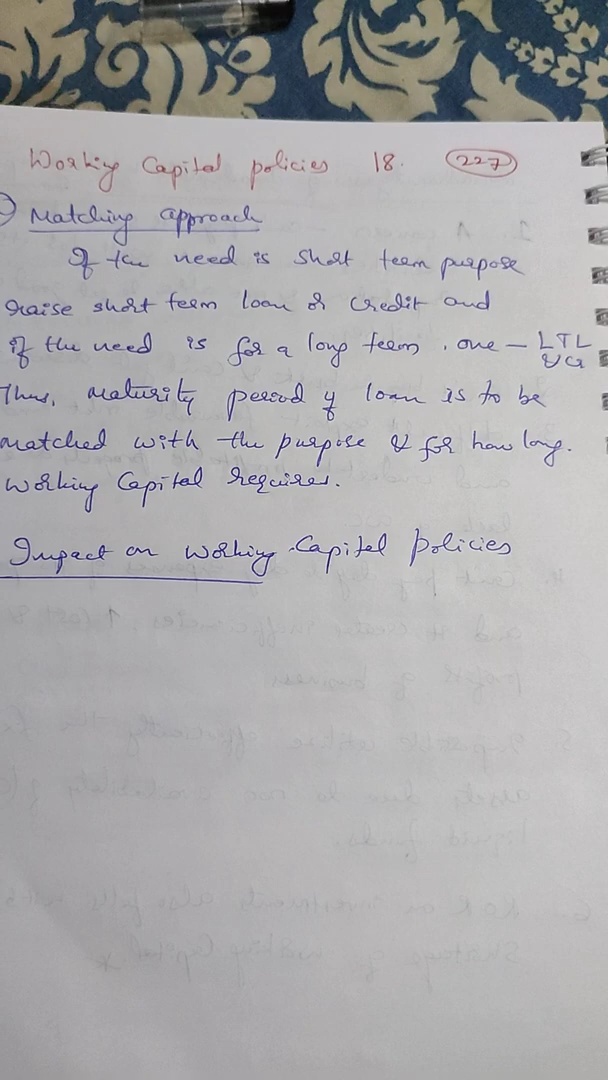 Working Capital policies 18. 227
Matching approach
If the need is short term purpose
raise short term loan or credit and
if the need is for a long term, one - LTL
Thus, maturity period of loan is to be
matched with the purpose & for how long.
Working Capital requires.
Impact on Working Capital policies